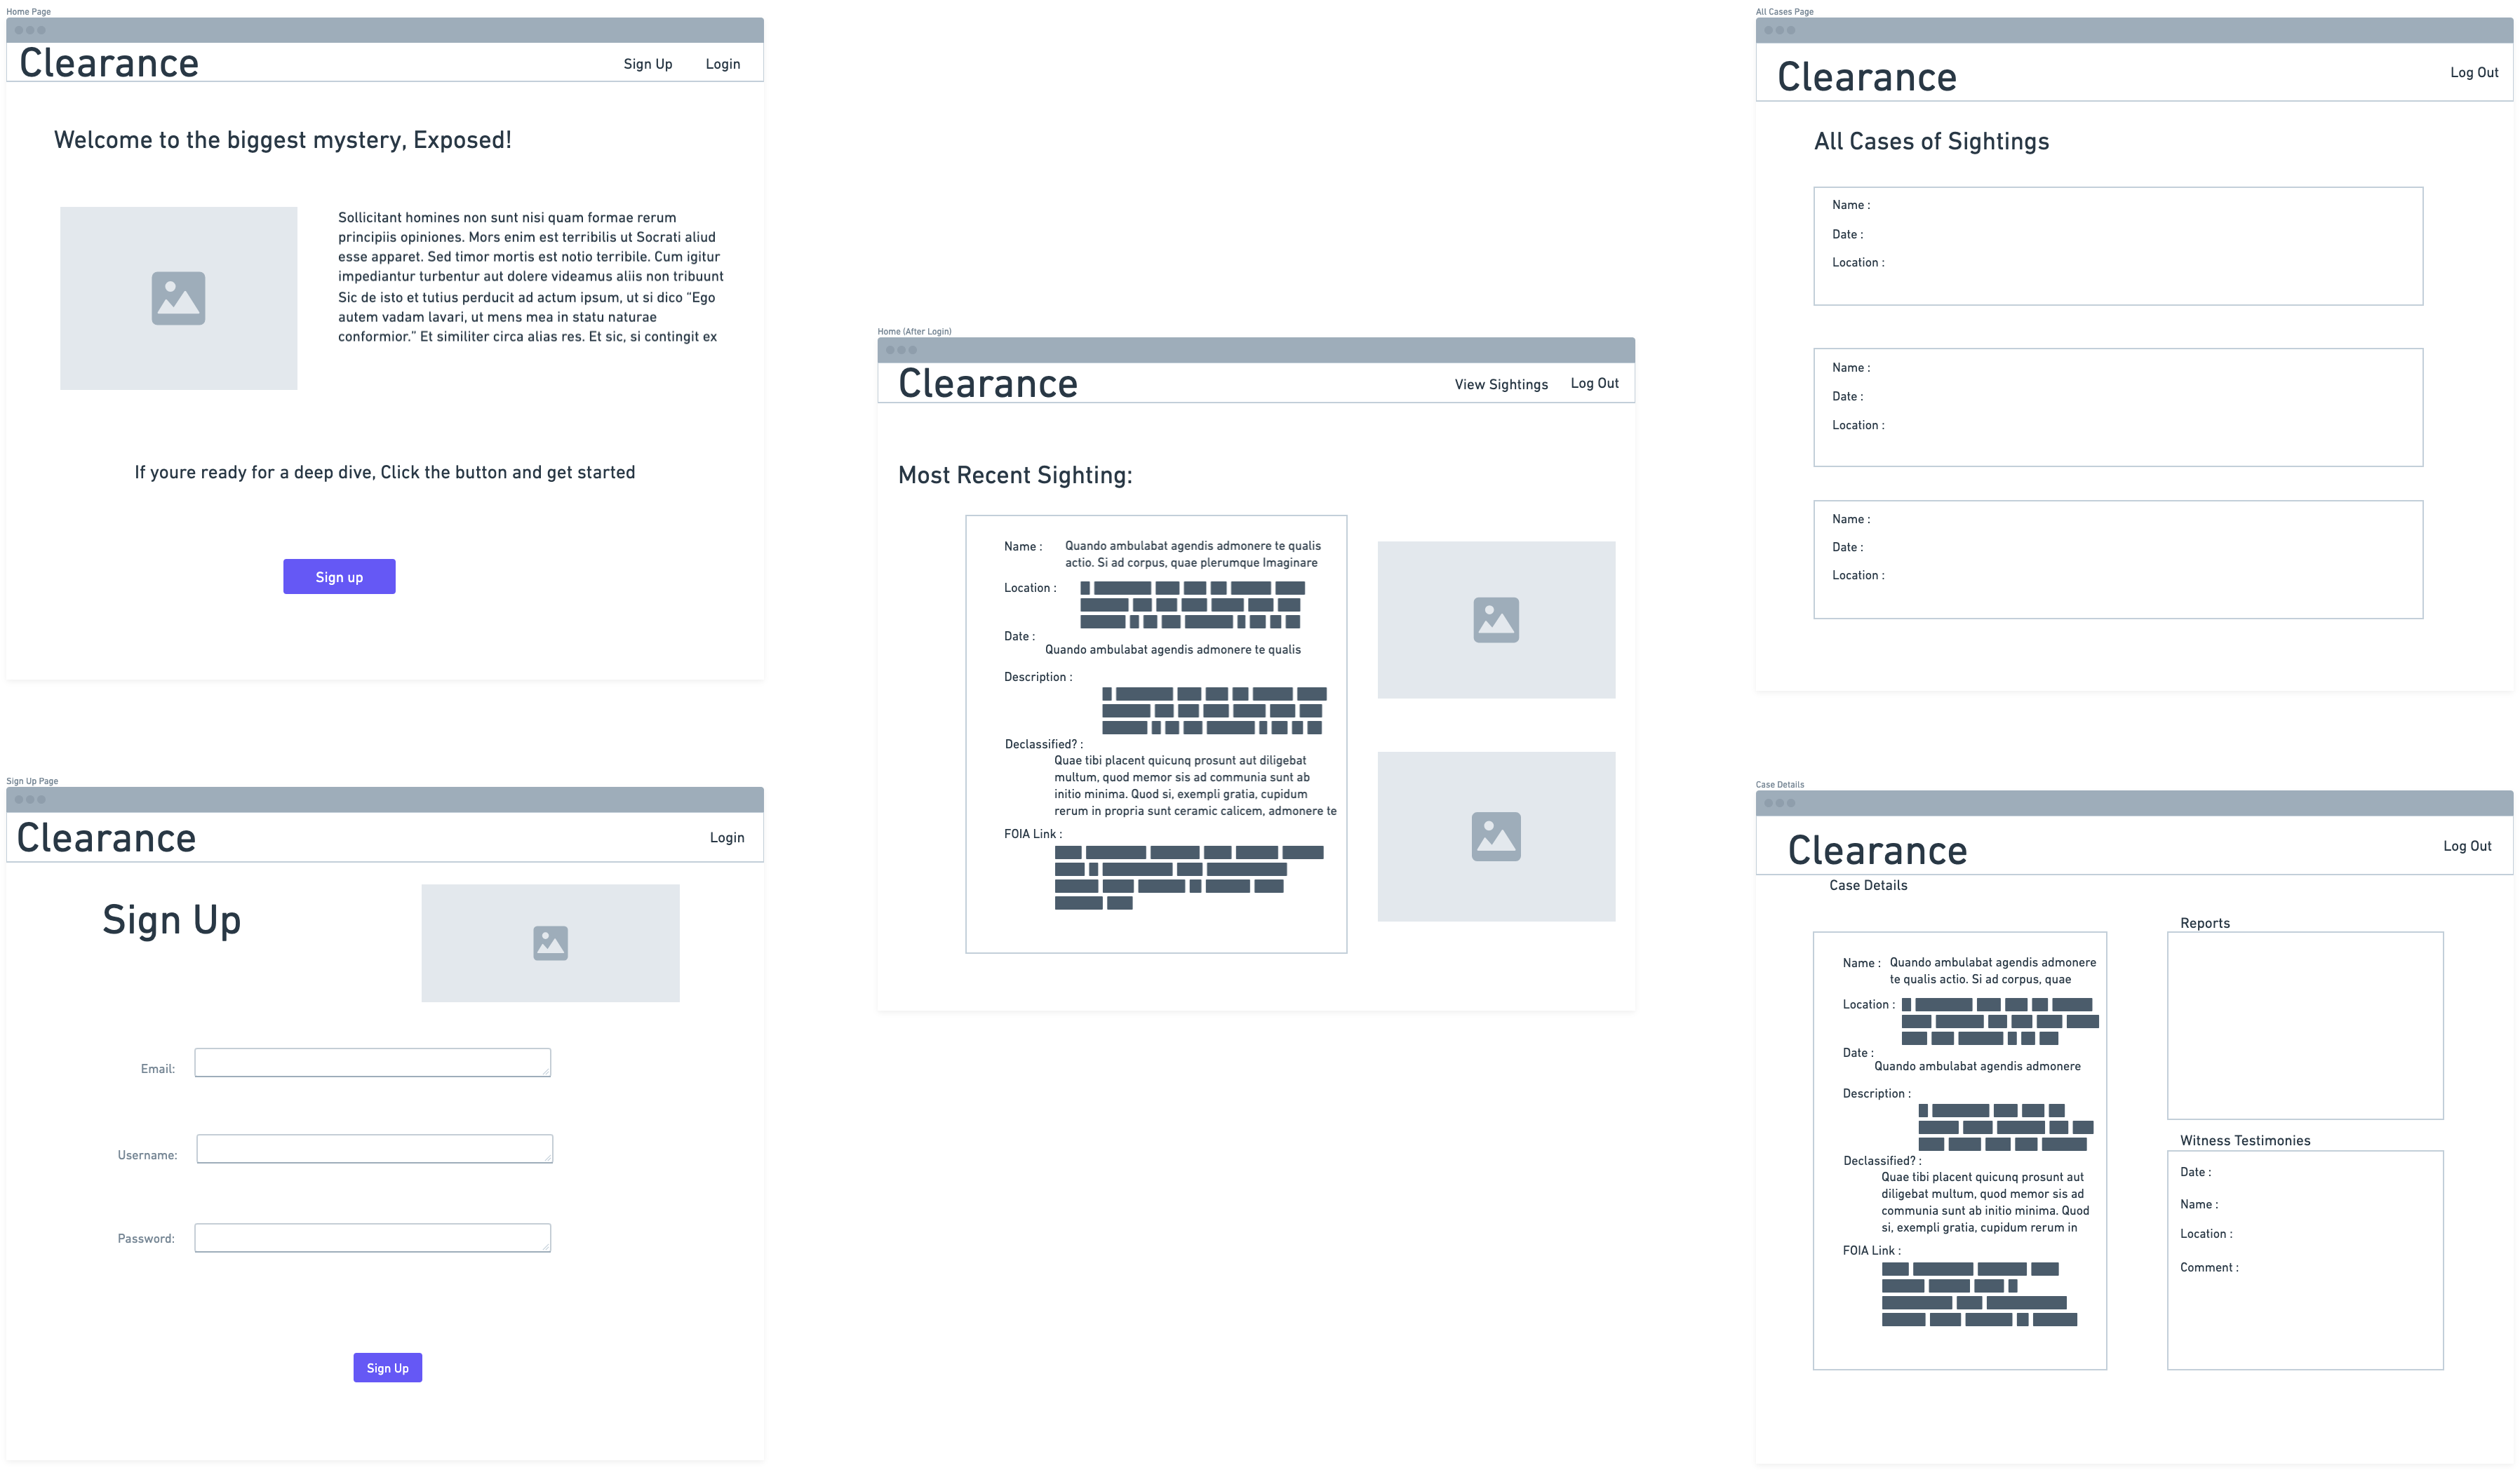 Home Page
Clearance
Sign Up
Login
Welcome to the biggest mystery, Exposed!
Sollicitant homines non sunt nisi quam formae rerum
principiis opiniones. Mors enim est terribilis ut Socrati aliud
esse apparet. Sed timor mortis est notio terribile. Cum igitur
impediantur turbentur aut dolere videamus aliis non tribuunt
Sic de isto et tutius perducit ad actum ipsum, ut si dico “Ego
autem vadam lavari, ut mens mea in statu naturae
conformior.” Et similiter circa alias res. Et sic, si contingit ex
If youre ready for a deep dive, Click the button and get started
Sign up
Sign Up Page
Clearance
Login
Sign Up
Email:
Username:
Password:
Sign Up
Home (After Login)
Clearance
View Sightings
Log Out
Most Recent Sighting:
Name : Quando ambulabat agendis admonere te qualis
actio. Si ad corpus, quae plerumque Imaginare
Location :
Date :
Quando ambulabat agendis admonere te qualis
Description :
Declassified? :
Quae tibi placent quicunq prosunt aut diligebat
multum, quod memor sis ad communia sunt ab
initio minima. Quod si, exempli gratia, cupidum
rerum in propria sunt ceramic calicem, admonere te
FOIA Link :
All Cases Page
Clearance
Log Out
All Cases of Sightings
Name :
Date :
Location :
Name :
Date :
Location :
Name :
Date :
Location :
Case Details
Clearance
Log Out
Case Details
Name : Quando ambulabat agendis admonere
te qualis actio. Si ad corpus, quae
Location :
Date :
Quando ambulabat agendis admonere
Description :
Declassified? :
Quae tibi placent quicunq prosunt aut
diligebat multum, quod memor sis ad
communia sunt ab initio minima. Quod
si, exempli gratia, cupidum rerum in
FOIA Link :
Reports
Witness Testimonies
Date :
Name :
Location :
Comment :